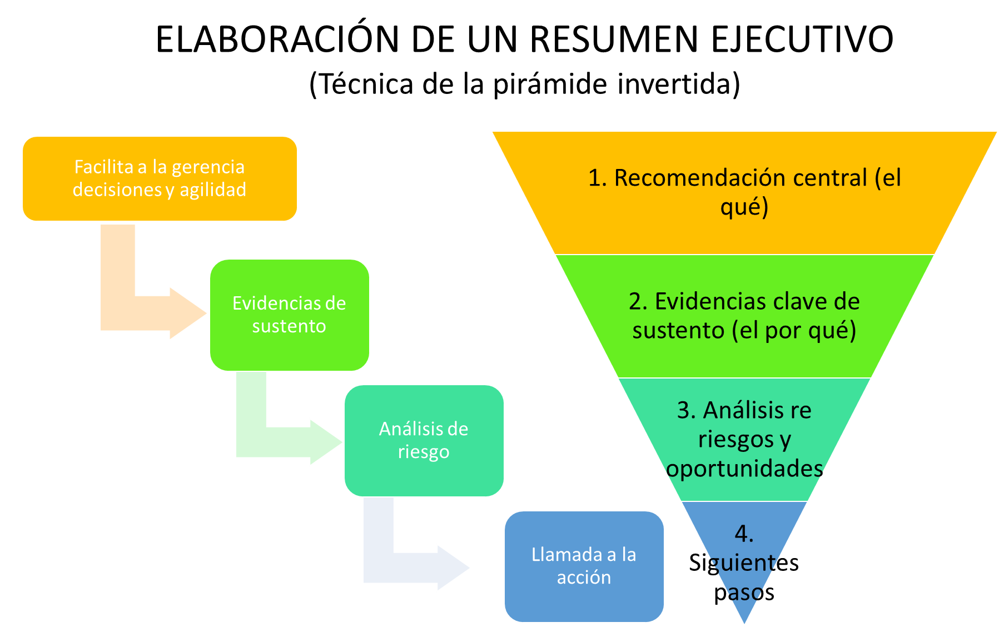 ELABORACIÓN DE UN RESUMEN EJECUTIVO
(Técnica de la pirámide invertida)
Facilita a la gerencia
decisiones y agilidad
Evidencias de
sustento
Análisis de
riesgo
Llamada a la
acción
1. Recomendación central (el
qué)
2. Evidencias clave de
sustento (el por qué)
3. Análisis re
riesgos y
oportunidades
4.
Siguientes
pasos